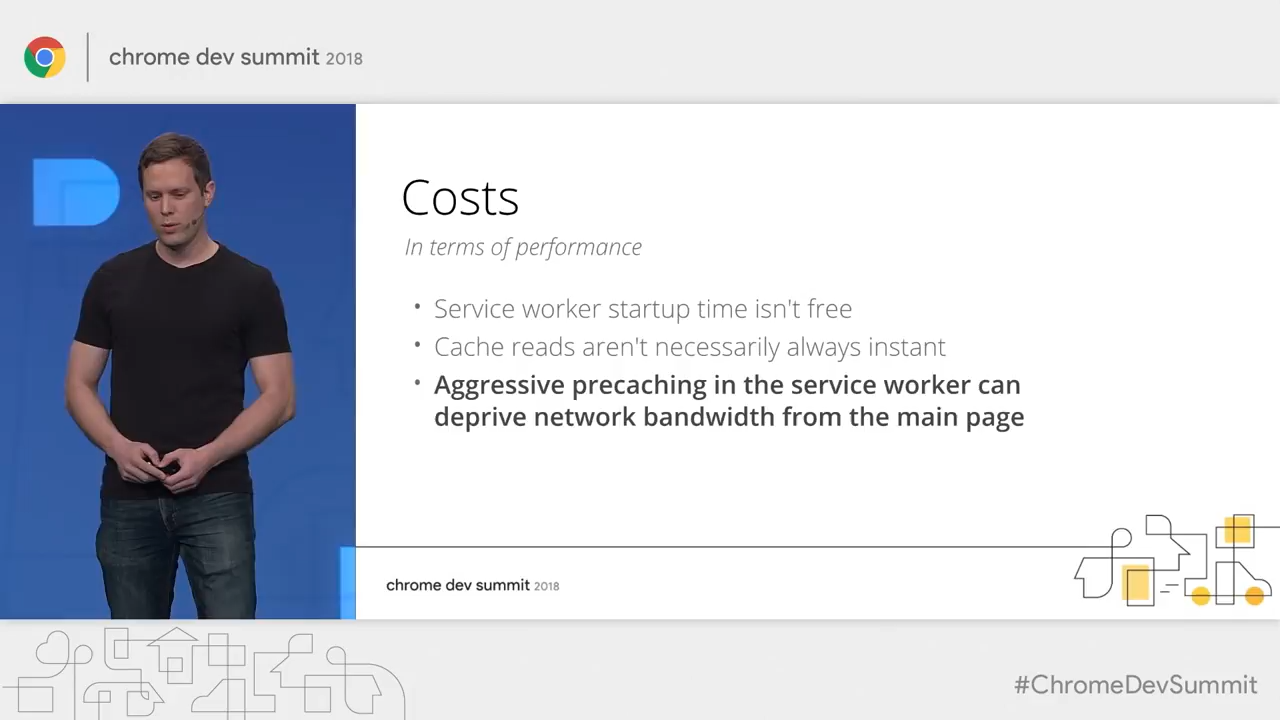 chrome dev summit 2018
Costs
In terms of performance
• Service worker startup time isn't free
• Cache reads aren't necessarily always instant
• Aggressive precaching in the service worker can
deprive network bandwidth from the main page
chrome dev summit 2018
#ChromeDevSummit